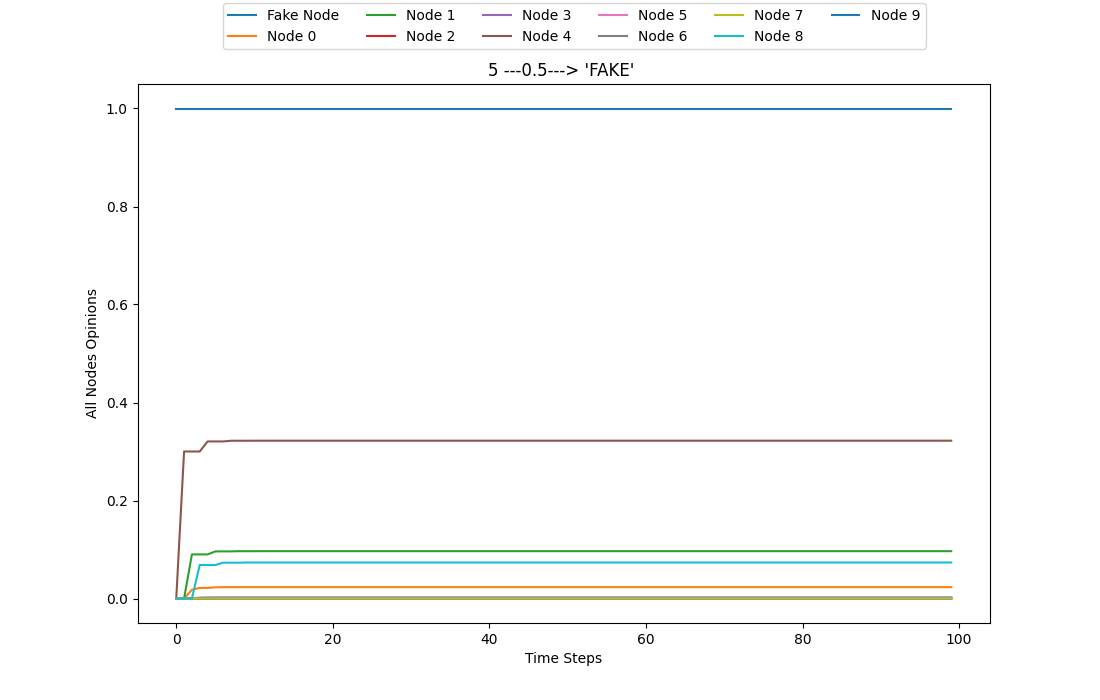 Fake Node Node 1 Node 3 Node 5 Node 7 Node 9
Node 0 Node 2 Node 4 Node 6 Node 8
5 ---0.5---> 'FAKE'
1.0
0.8
0.6
0.4
0.2
0.0
All Nodes Opinions
0 20 40 60 80 100
Time Steps